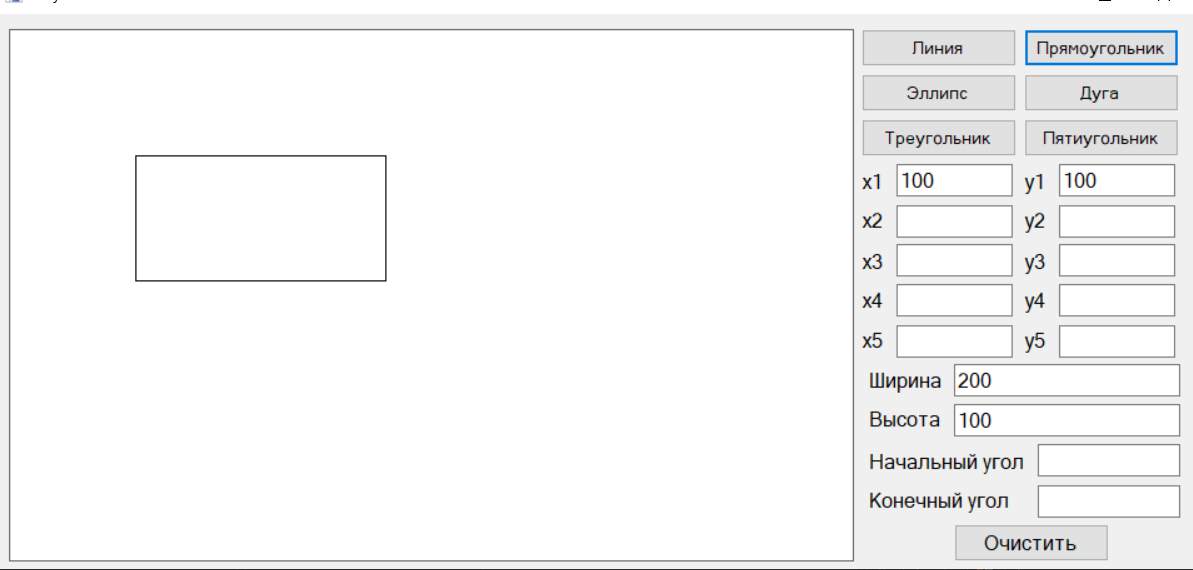 Линия Прямоугольник
Эллипс Дуга
Треугольник Пятиугольник
x1 100 y1 100
x2 y2
x3 y3
x4 y4
x5 y5
Ширина 200
Высота 100
Начальный угол
Конечный угол
Очистить